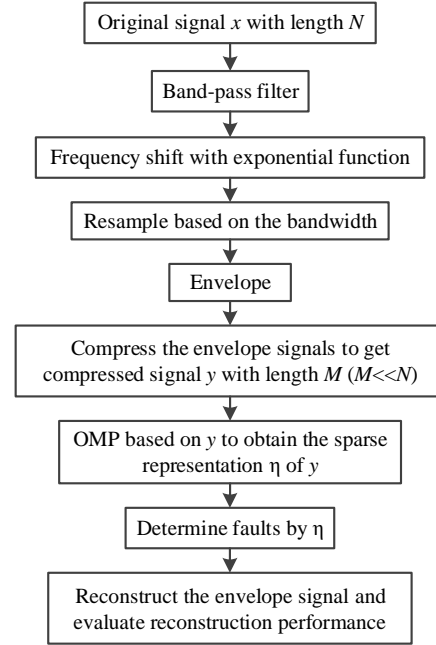 Original signal x with length N
Band-pass filter
Frequency shift with exponential function
Resample based on the bandwidth
Envelope
Compress the envelope signals to get
compressed signal y with length M (M<<N)
OMP based on y to obtain the sparse
representation η of y
Determine faults by η
Reconstruct the envelope signal and
evaluate reconstruction performance